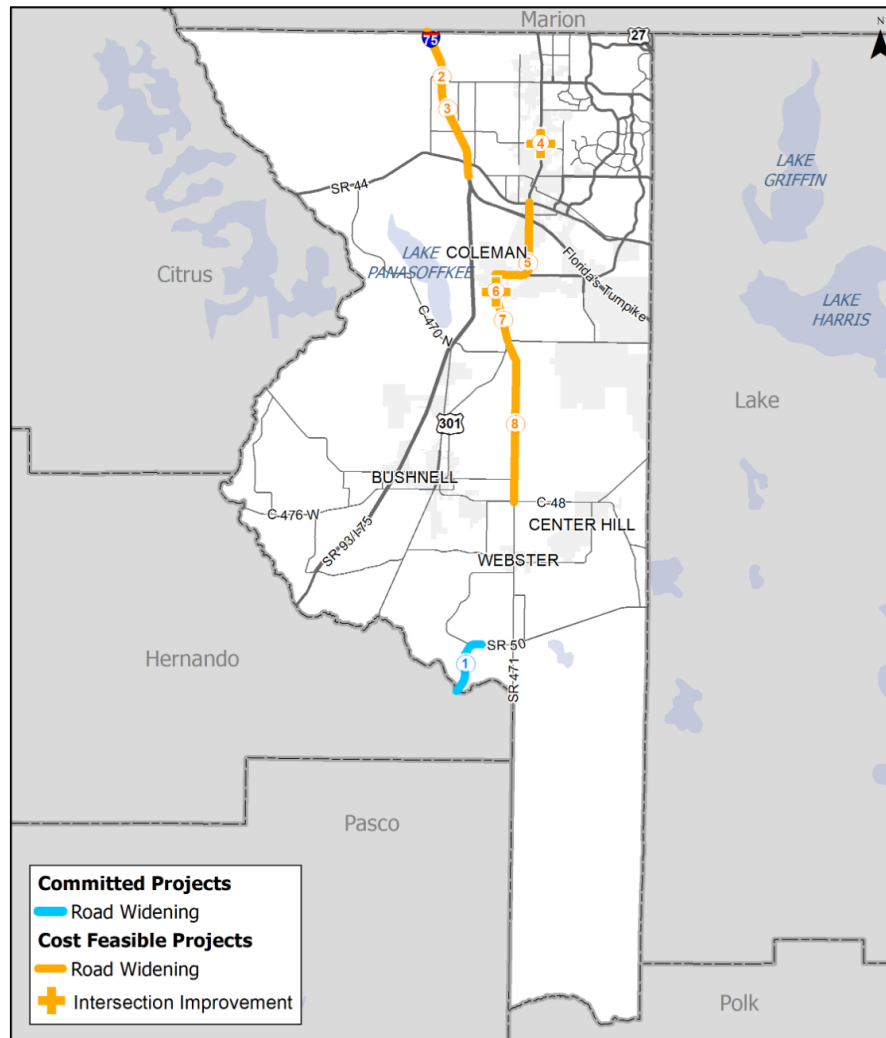 Marion
N
75
27
2
3
4
LAKE
GRIFFIN
SR-44
Citrus
LAKE
PANASOFFKEE
COLEMAN
5
Florida's Turnpike
6
7
LAKE
HARRIS
C-470-N
Lake
301
8
BUSHNELL
C-476-W
C-48
CENTER HILL
SR-93/I-75
WEBSTER
SR 50
Hernando
1
SR-471
Pasco
Polk
Committed Projects
Road Widening
Cost Feasible Projects
Road Widening
Intersection Improvement